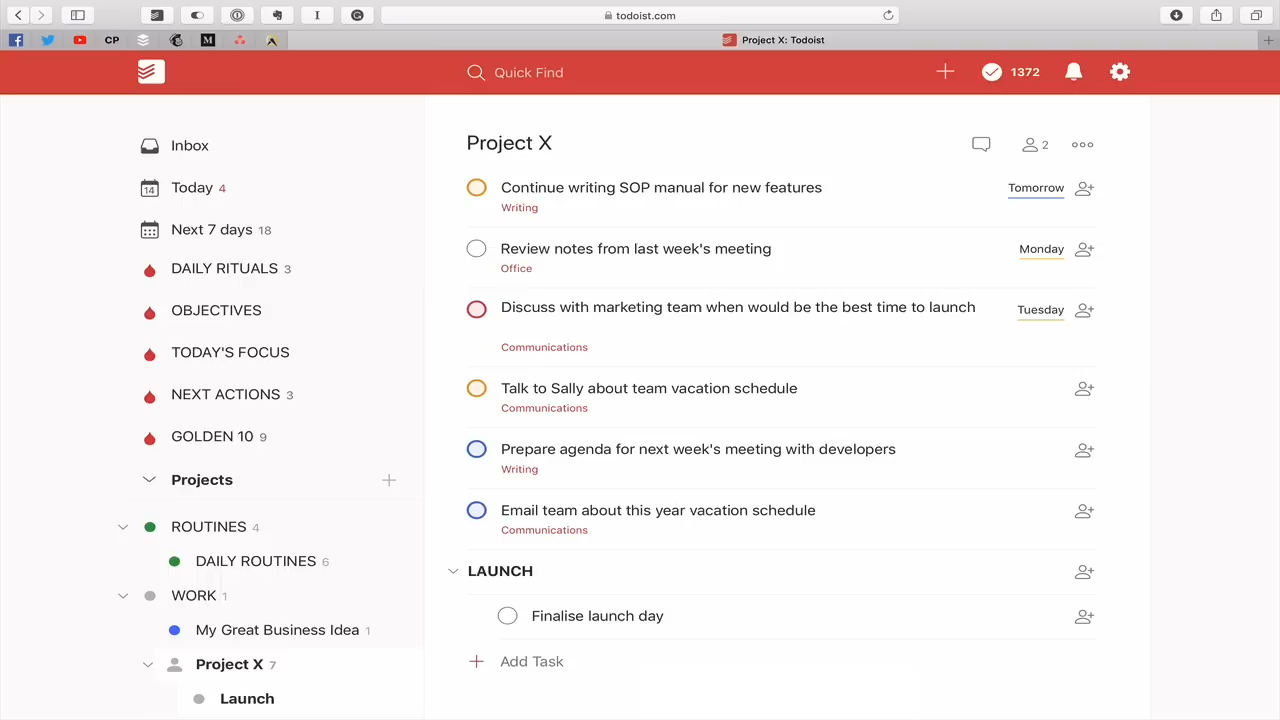 todoist.com
CP
M
Project X: Todoist
Quick Find
1372
Inbox
14
Today 4
Next 7 days 18
DAILY RITUALS 3
OBJECTIVES
TODAY'S FOCUS
NEXT ACTIONS 3
GOLDEN 10 9
Projects
ROUTINES 4
DAILY ROUTINES 6
WORK 1
My Great Business Idea 1
Project X 7
Launch
Project X
2
Continue writing SOP manual for new features
Tomorrow
Writing
Review notes from last week's meeting
Monday
Office
Discuss with marketing team when would be the best time to launch
Tuesday
Communications
Talk to Sally about team vacation schedule
Communications
Prepare agenda for next week's meeting with developers
Writing
Email team about this year vacation schedule
Communications
LAUNCH
Finalise launch day
Add Task